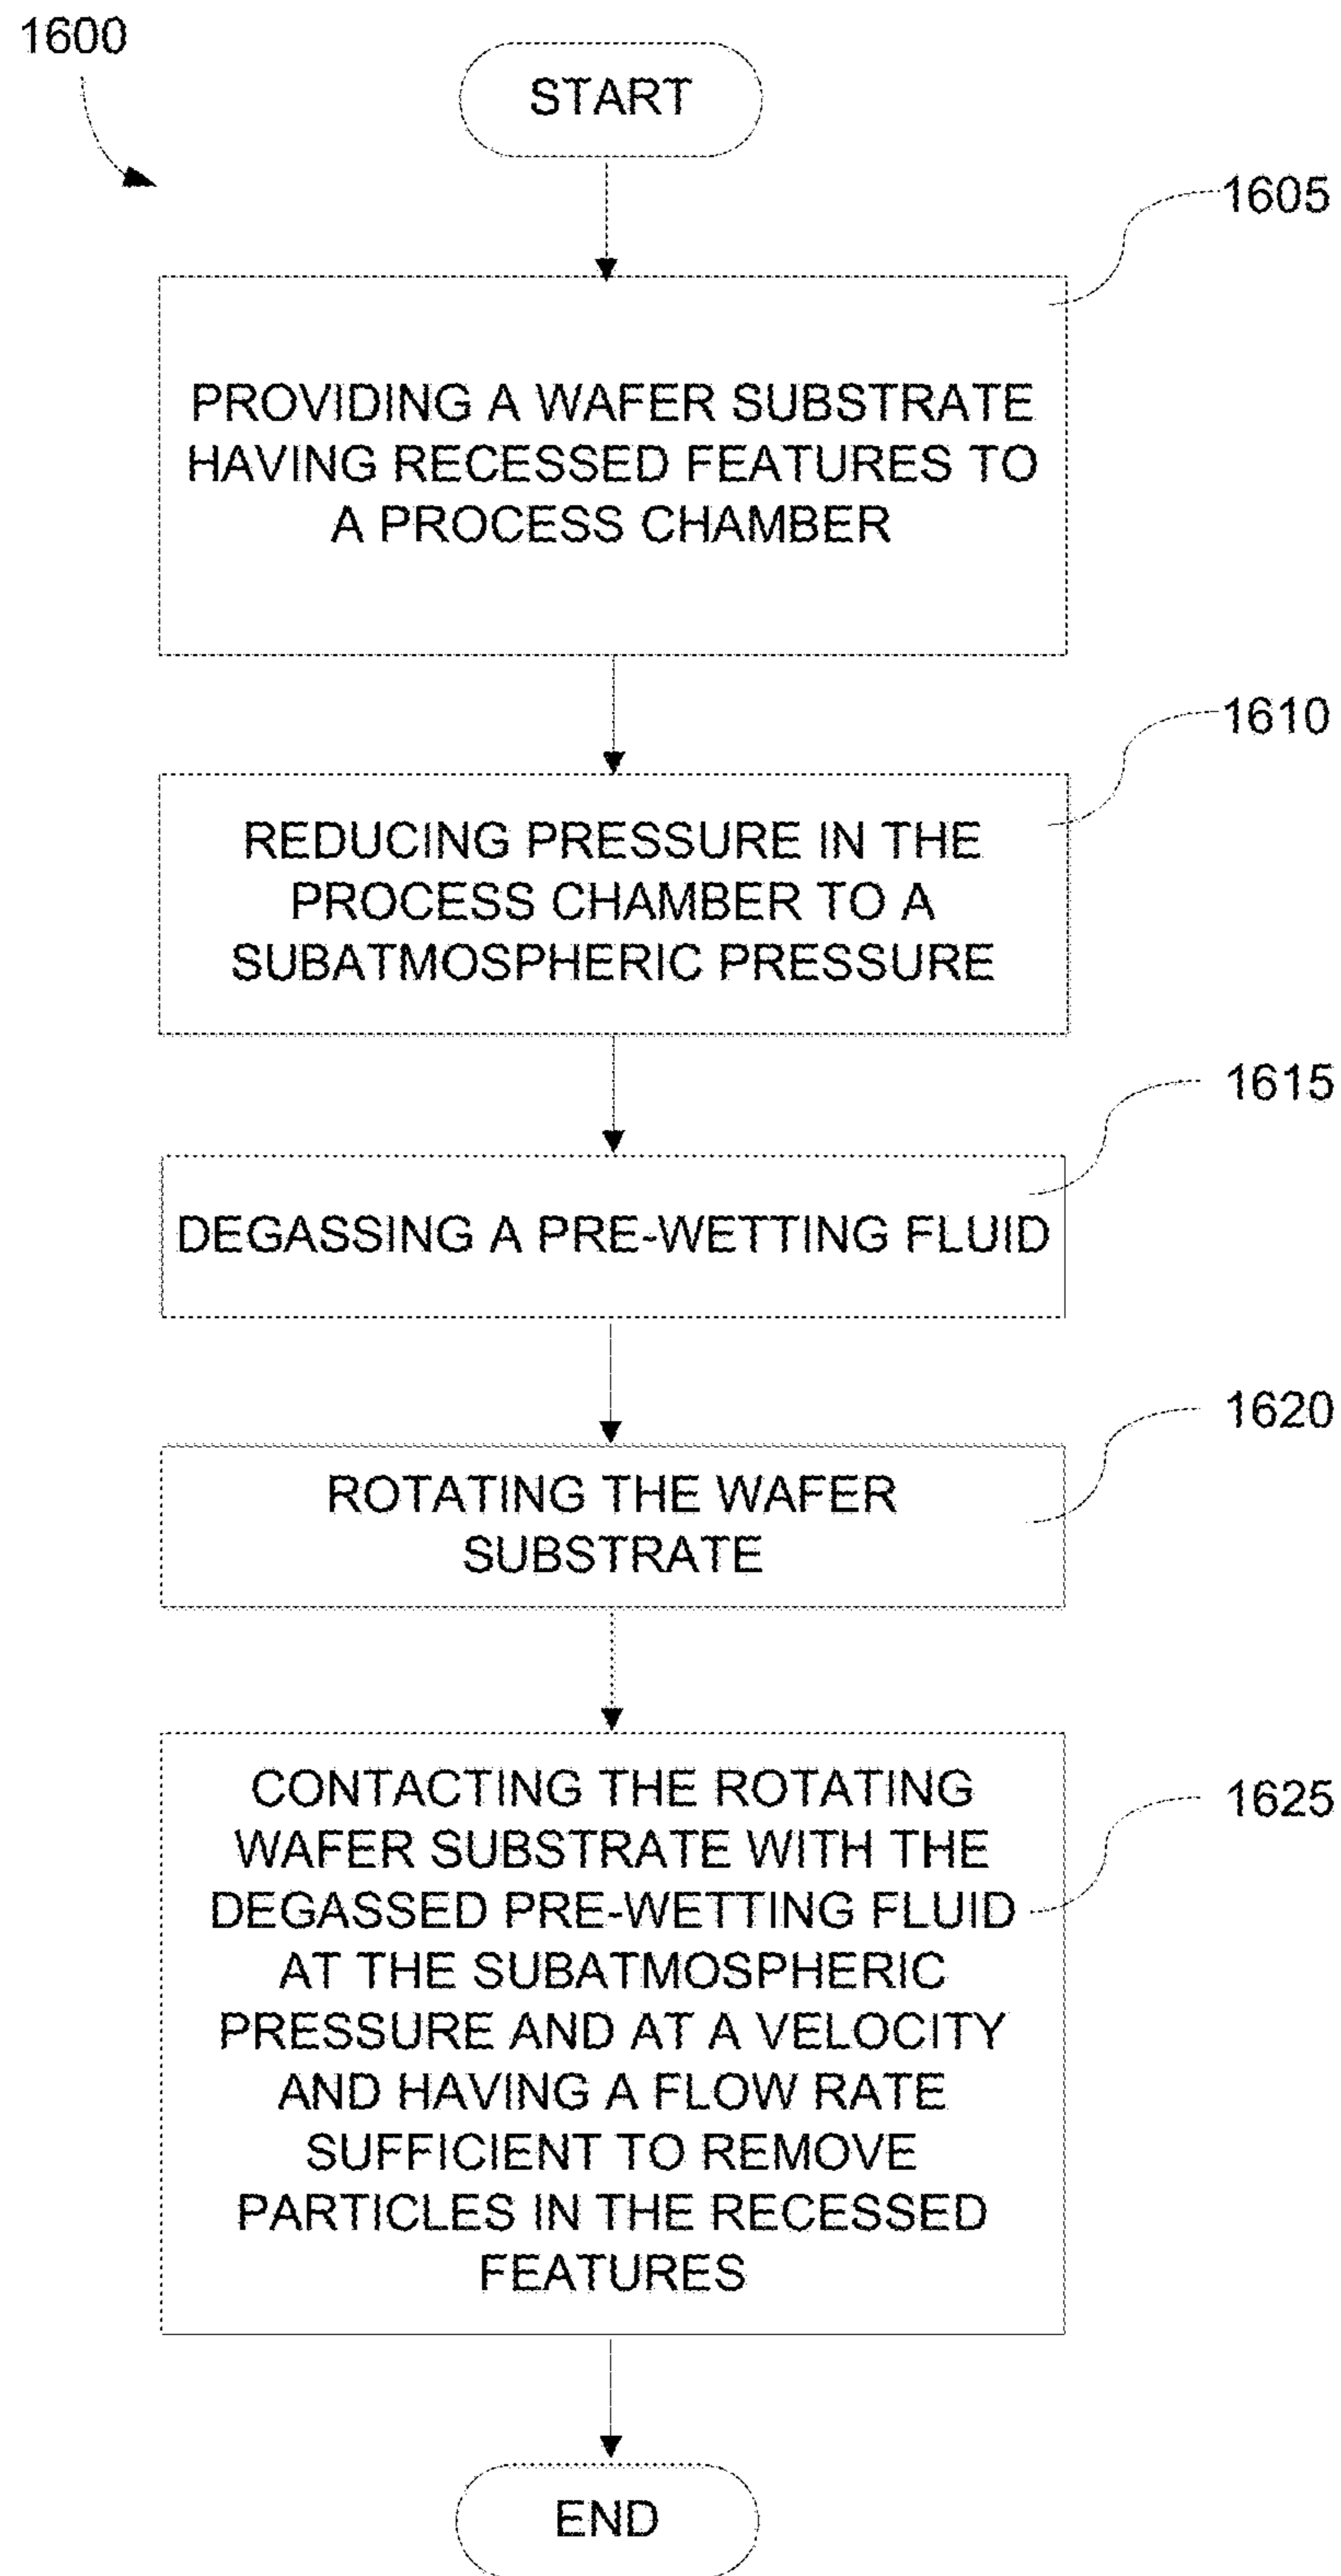 1600
START
1605
PROVIDING A WAFER SUBSTRATE
HAVING RECESSED FEATURES TO
A PROCESS CHAMBER
1610
REDUCING PRESSURE IN THE
PROCESS CHAMBER TO A
SUBATMOSPHERIC PRESSURE
1615
DEGASSING A PRE-WETTING FLUID
1620
ROTATING THE WAFER
SUBSTRATE
1625
CONTACTING THE ROTATING
WAFER SUBSTRATE WITH THE
DEGASSED PRE-WETTING FLUID
AT THE SUBATMOSPHERIC
PRESSURE AND AT A VELOCITY
AND HAVING A FLOW RATE
SUFFICIENT TO REMOVE
PARTICLES IN THE RECESSED
FEATURES
END